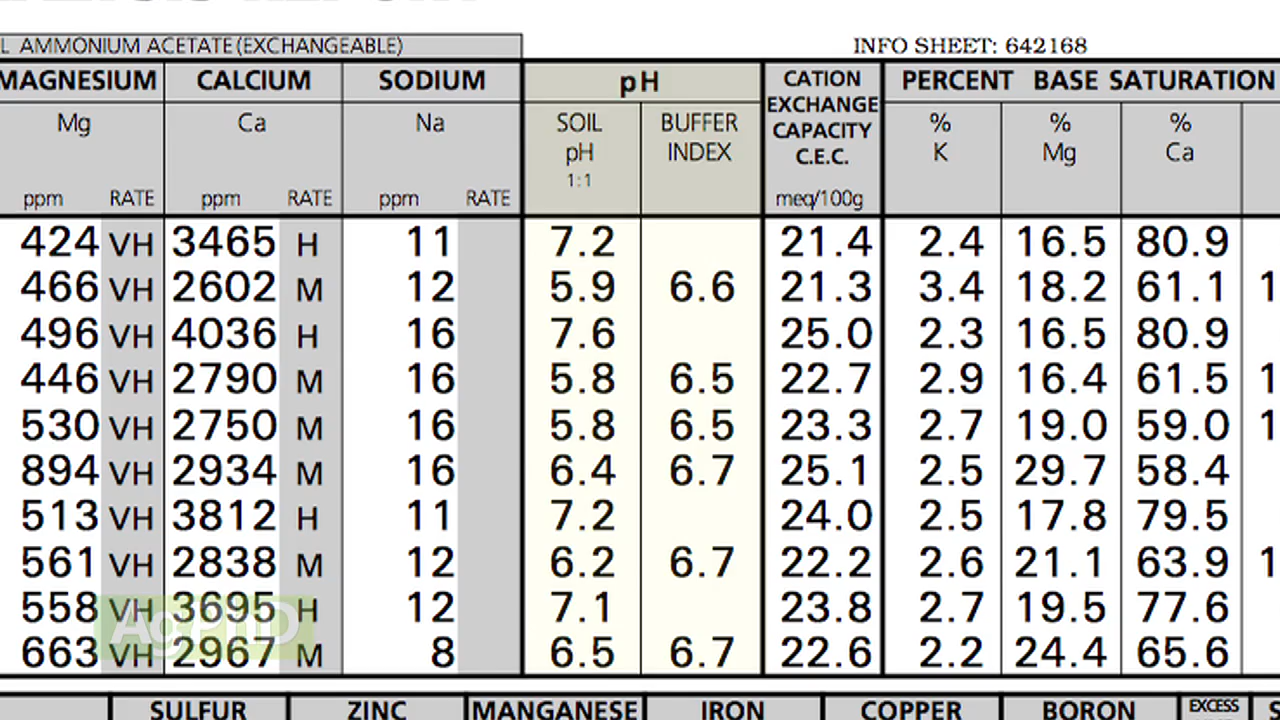 L AMMONIUM ACETATE (EXCHANGEABLE) INFO SHEET: 642168
MAGNESIUM CALCIUM SODIUM pH CATION EXCHANGE CAPACITY C.E.C. PERCENT BASE SATURATION
Mg Ca Na SOIL pH 1:1 BUFFER INDEX % K % Mg % Ca
ppm RATE ppm RATE ppm RATE meq/100g
424 VH 3465 H 11 7.2 21.4 2.4 16.5 80.9
466 VH 2602 M 12 5.9 6.6 21.3 3.4 18.2 61.1 1
496 VH 4036 H 16 7.6 25.0 2.3 16.5 80.9
446 VH 2790 M 16 5.8 6.5 22.7 2.9 16.4 61.5 1
530 VH 2750 M 16 5.8 6.5 23.3 2.7 19.0 59.0 1
894 VH 2934 M 16 6.4 6.7 25.1 2.5 29.7 58.4
513 VH 3812 H 11 7.2 24.0 2.5 17.8 79.5
561 VH 2838 M 12 6.2 6.7 22.2 2.6 21.1 63.9 1
558 VH 3695 H 12 7.1 23.8 2.7 19.5 77.6
AgPhD
663 VH 2967 M 8 6.5 6.7 22.6 2.2 24.4 65.6
SULFUR ZINC MANGANESE IRON COPPER BORON EXCESS S